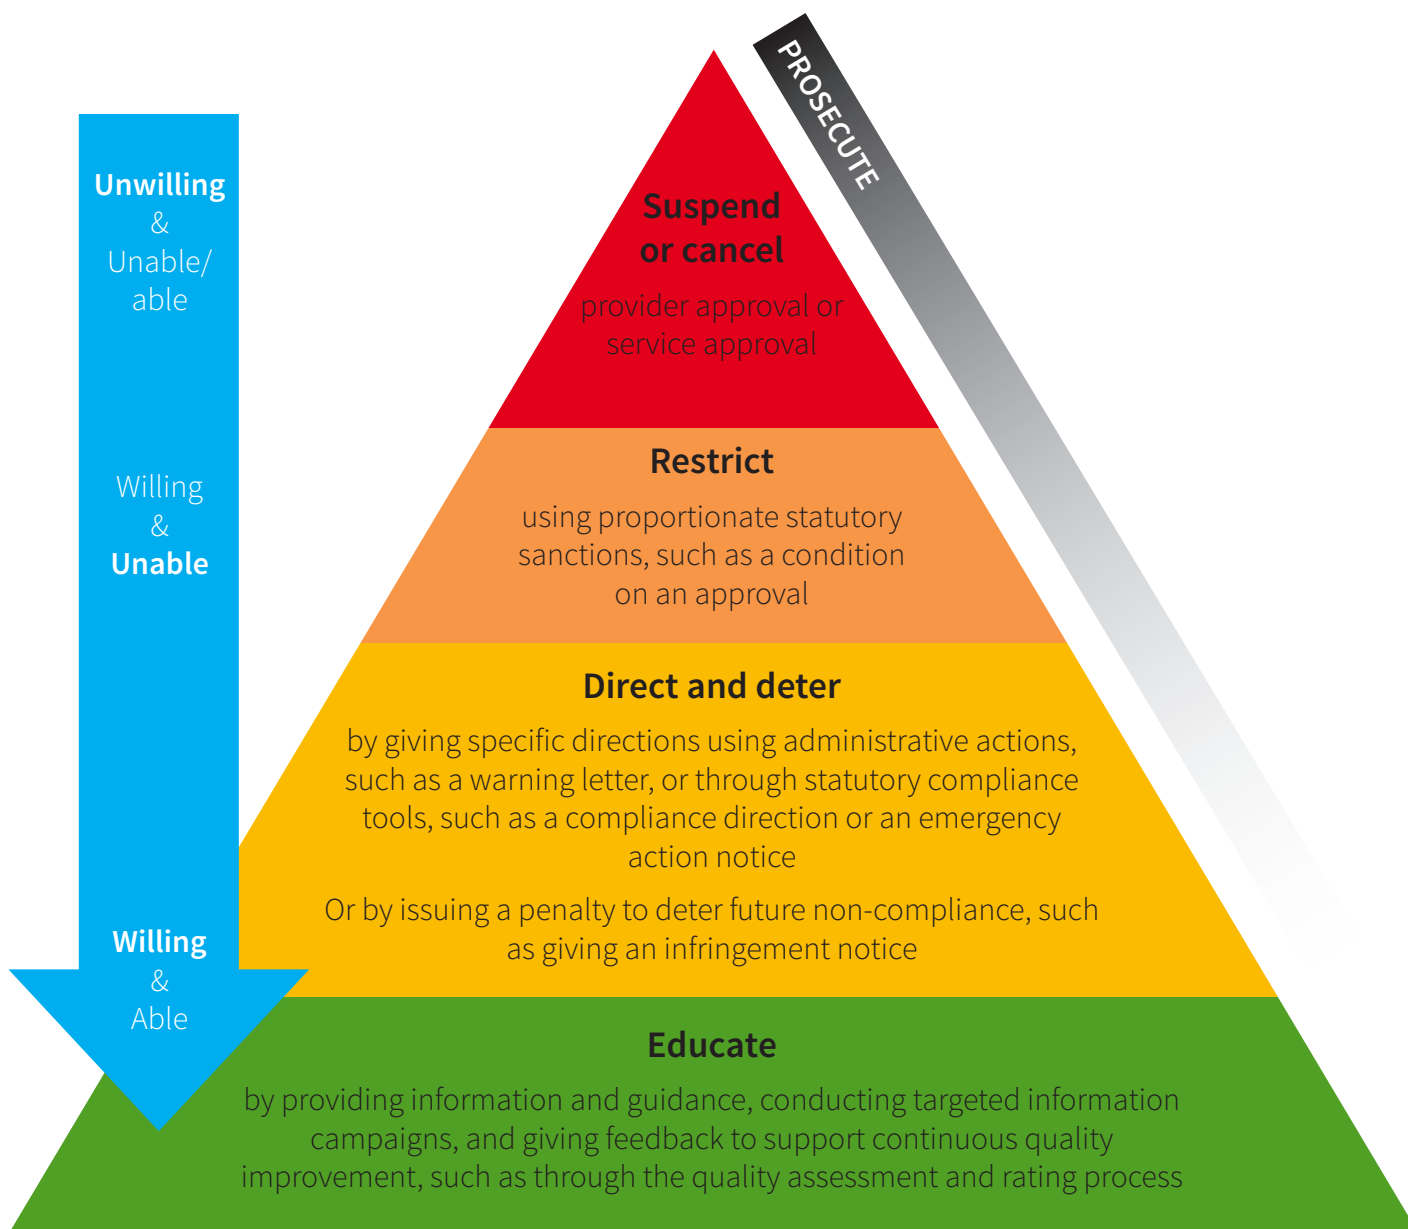 Unwilling
&
Unable/
able
Willing
&
Unable
Willing
&
Able
PROSECUTE
Suspend
or cancel
provider approval or
service approval
Restrict
using proportionate statutory
sanctions, such as a condition
on an approval
Direct and deter
by giving specific directions using administrative actions,
such as a warning letter, or through statutory compliance
tools, such as a compliance direction or an emergency
action notice
Or by issuing a penalty to deter future non-compliance, such
as giving an infringement notice
Educate
by providing information and guidance, conducting targeted information
campaigns, and giving feedback to support continuous quality
improvement, such as through the quality assessment and rating process